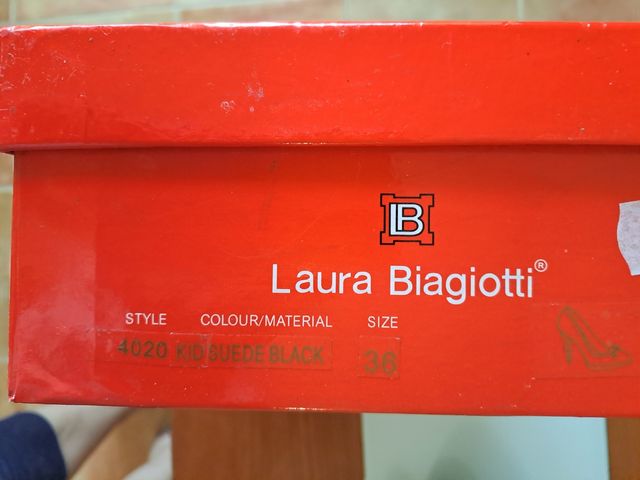 LB
Laura Biagiotti®
STYLE COLOUR/MATERIAL SIZE
4020 KID SUEDE BLACK 36